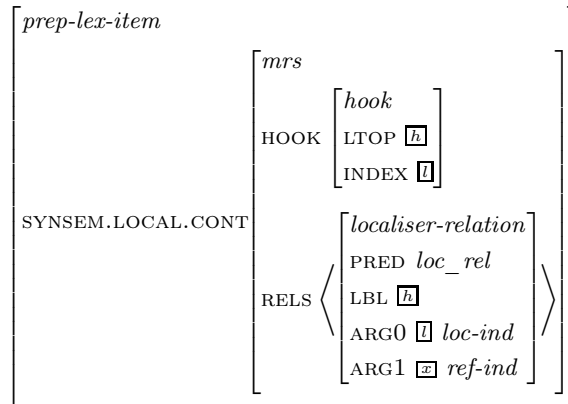 prep-lex-item
mrs
hook
HOOK LTOP h
INDEX l
SYNSEM.LOCAL.CONT
localiser-relation
PRED loc_rel
RELS ⟨ LBL h ⟩
ARG0 l loc-ind
ARG1 x ref-ind